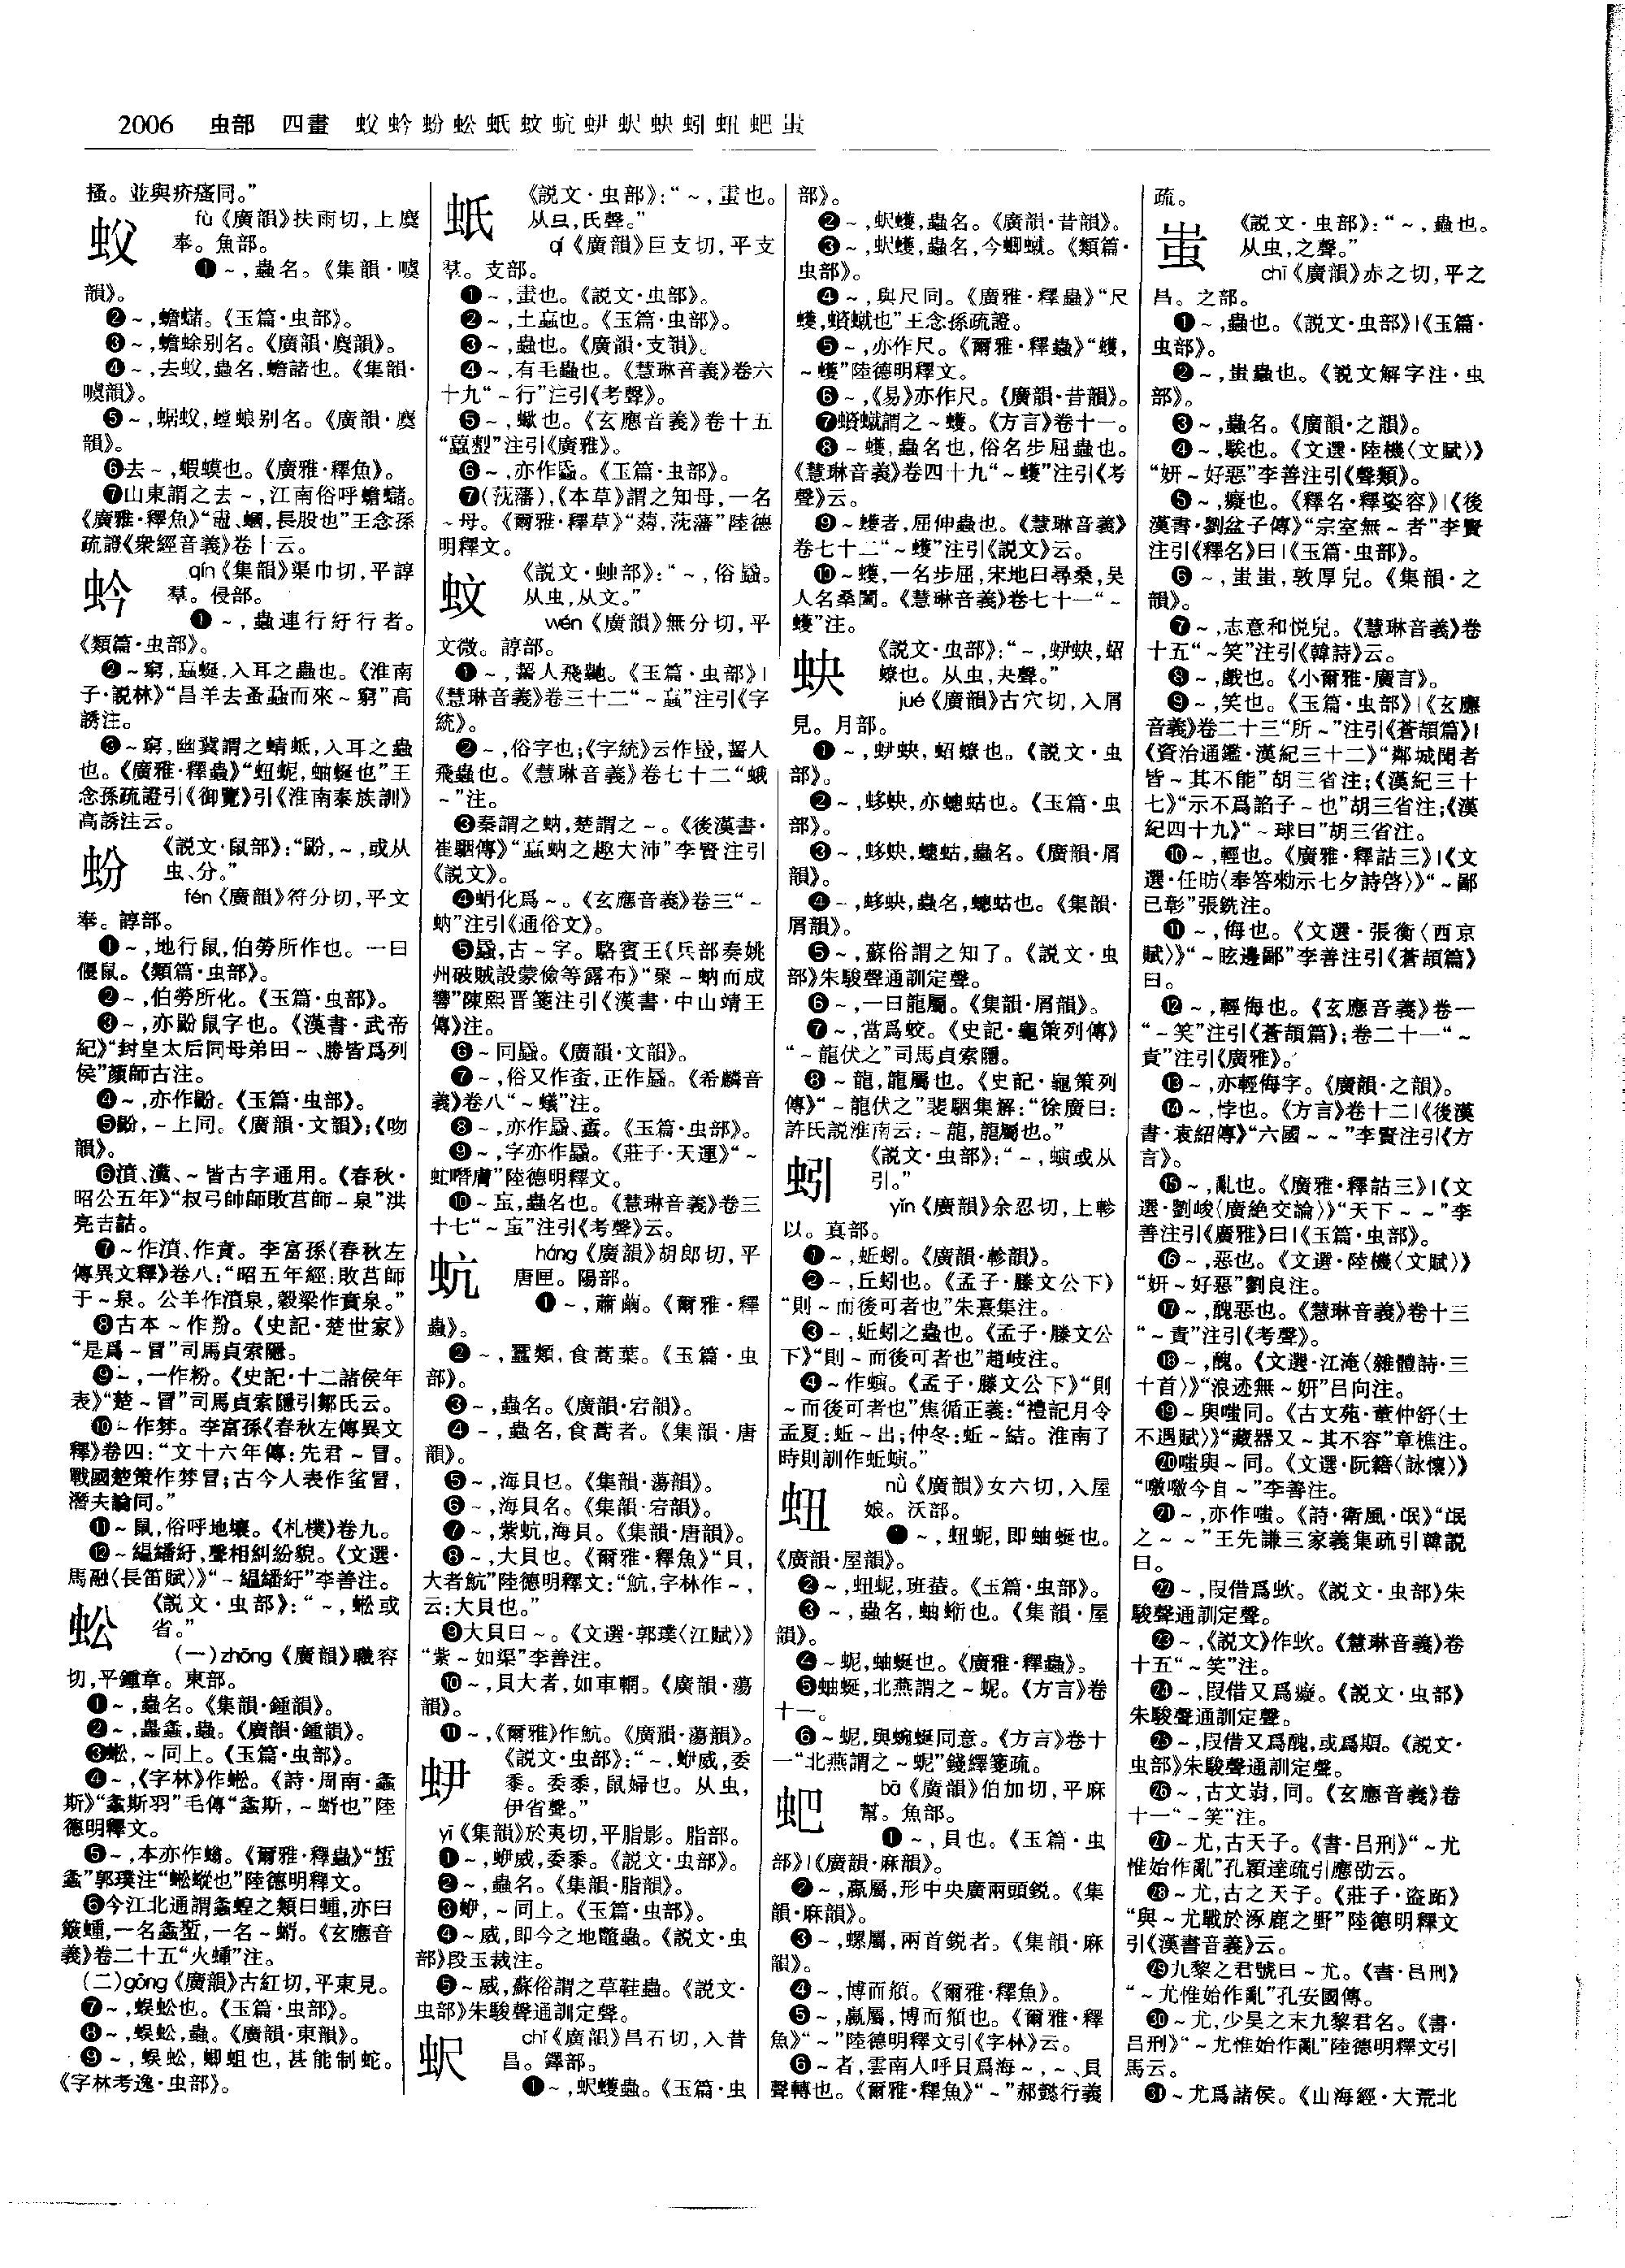 2006 虫部 四畫 蚥蚙蚡蚣蚳蚊蚢蛜蚇蚗蚓蚭蚆蚩
搔。並與疥瘙同。”
蚥
fù《廣韻》扶雨切,上麌
奉。魚部。
❶～,蟲名。《集韻·噳
韻》。
❷～,蟾蠩。《玉篇·虫部》。
❸～,蟾蜍别名。《廣韻·麌韻》。
❹～,去蚥,蟲名,蟾諸也。《集韻·
噳韻》。
❺～,蜛蚥,螳蜋别名。《廣韻·麌
韻》。
❻去～,蝦蟆也。《廣雅·釋魚》。
❼山東謂之去～,江南俗呼蟾蠩。
《廣雅·釋魚》“䵶、蟈,長股也”王念孫
疏證《衆經音義》卷十云。
蚙
qín《集韻》渠巾切,平諄
羣。侵部。
❶～,蟲連行紆行者。
《類篇·虫部》。
❷～窮,蝱蜒,入耳之蟲也。《淮南
子·説林》“昌羊去蚤蝨而來～窮”高
誘注。
❸～窮,幽冀謂之蜻蚳,入耳之蟲
也。《廣雅·釋蟲》“蚭蚭,蚰蜒也”王
念孫疏證引《御覽》引《淮南泰族訓》
高誘注云。
蚡
《説文·鼠部》:“鼢,～,或从
虫、分。”
fén《廣韻》符分切,平文
奉。諄部。
❶～,地行鼠,伯勞所作也。一曰
偃鼠。《類篇·虫部》。
❷～,伯勞所化。《玉篇·虫部》。
❸～,亦鼢鼠字也。《漢書·武帝
紀》“封皇太后同母弟田～、勝皆爲列
侯”顔師古注。
❹～,亦作鼢。《玉篇·虫部》。
❺鼢,～上同。《廣韻·文韻》;《吻
韻》。
❻濆、瀵、～皆古字通用。《春秋·
昭公五年》“叔弓帥師敗莒師～泉”洪
亮吉詁。
❼～作濆、作賁。李富孫《春秋左
傳異文釋》卷八:“昭五年經:敗莒師
于～泉。公羊作濆泉,穀梁作賁泉。”
❽古本～作羒。《史記·楚世家》
“是爲～冒”司馬貞索隱。
❾～,一作粉。《史記·十二諸侯年
表》“楚～冒”司馬貞索隱引鄒氏云。
❿～作棼。李富孫《春秋左傳異文
釋》卷四:“文十六年傳:先君～冒。
戰國楚策作棼冒;古今人表作蚠冒,
潛夫論同。”
⓫～鼠,俗呼地壤。《札樸》卷九。
⓬～縕繙紆,聲相糾紛貌。《文選·
馬融〈長笛賦〉》“～縕繙紆”李善注。
蚣
《説文·虫部》:“～,蜙或
省。”
(一)zhōng《廣韻》職容
切,平鍾章。東部。
❶～,蟲名。《集韻·鍾韻》。
❷～,蠭螽,蟲。《廣韻·鍾韻》。
❸蜙,～同上。《玉篇·虫部》。
❹～,《字林》作蜙。《詩·周南·螽
斯》“螽斯羽”毛傳“螽斯,～蝑也”陸
德明釋文。
❺～,本亦作螉。《爾雅·釋蟲》“蜤
螽”郭璞注“蜙䗥也”陸德明釋文。
❻今江北通謂螽蝗之類曰蝩,亦曰
簸蝩,一名螽蜤,一名～蝑。《玄應音
義》卷二十五“火蝩”注。
(二)gōng《廣韻》古紅切,平東見。
❼～,蜈蚣也。《玉篇·虫部》。
❽～,蜈蚣,蟲。《廣韻·東韻》。
❾～,蜈蚣,蝍蛆也,甚能制蛇。
《字林考逸·虫部》。
蚳
《説文·虫部》:“～,畫也。
从虫,氏聲。”
qí《廣韻》巨支切,平支
羣。支部。
❶～,畫也。《説文·虫部》。
❷～,土蝱也。《玉篇·虫部》。
❸～,蟲也。《廣韻·支韻》。
❹～,有毛蟲也。《慧琳音義》卷六
十九“～行”注引《考聲》。
❺～,蠍也。《玄應音義》卷十五
“蠆㓨”注引《廣雅》。
❻～,亦作䖵。《玉篇·虫部》。
❼(莐藩),《本草》謂之知母,一名
～母。《爾雅·釋草》“蕁,莐藩”陸德
明釋文。
蚊
《説文·䖵部》:“～,俗䘇。
从虫,从文。”
wén《廣韻》無分切,平
文微。諄部。
❶～,齧人飛䖟。《玉篇·虫部》|
《慧琳音義》卷三十二“～蝱”注引《字
統》。
❷～,俗字也;《字統》云作䘇,齧人
飛蟲也。《慧琳音義》卷七十二“蛾
～”注。
❸秦謂之蚋,楚謂之～。《後漢書·
崔駰傳》“蝱蚋之趣大沛”李賢注引
《説文》。
❹蜎化爲～。《玄應音義》卷三“～
蚋”注引《通俗文》。
❺䘇,古～字。駱賓王《兵部奏姚
州破賊設蒙儉等露布》“聚～蚋而成
響”陳熙晋箋注引《漢書·中山靖王
傳》注。
❻～同䘇。《廣韻·文韻》。
❼～,俗又作蚉,正作䘇。《希麟音
義》卷八“～蟻”注。
❽～,亦作䘇、蟁。《玉篇·虫部》。
❾～,字亦作䘇。《莊子·天運》“～
虻噆膚”陸德明釋文。
❿～䖟,蟲名也。《慧琳音義》卷三
十七“～䖟”注引《考聲》云。
蚢
háng《廣韻》胡郎切,平
唐匣。陽部。
❶～,蕭繭。《爾雅·釋
蟲》。
❷～,蠶類,食蒿葉。《玉篇·虫
部》。
❸～,蟲名。《廣韻·宕韻》。
❹～,蟲名,食蒿者。《集韻·唐
韻》。
❺～,海貝也。《集韻·蕩韻》。
❻～,海貝名。《集韻·宕韻》。
❼～,紫蚢,海貝。《集韻·唐韻》。
❽～,大貝也。《爾雅·釋魚》“貝,
大者魧”陸德明釋文:“魧,字林作～,
云:大貝也。”
❾大貝曰～。《文選·郭璞〈江賦〉》
“紫～如渠”李善注。
❿～,貝大者,如車輞。《廣韻·蕩
韻》。
⓫～,《爾雅》作魧。《廣韻·蕩韻》。
蛜
《説文·虫部》:“～,蛜威,委
黍。委黍,鼠婦也。从虫,
伊省聲。”
yī《集韻》於夷切,平脂影。脂部。
❶～,蛜威,委黍。《説文·虫部》。
❷～,蟲名。《集韻·脂韻》。
❸蛜,～同上。《玉篇·虫部》。
❹～威,即今之地鼈蟲。《説文·虫
部》段玉裁注。
❺～威,蘇俗謂之草鞋蟲。《説文·
虫部》朱駿聲通訓定聲。
蚇
chǐ《廣韻》昌石切,入昔
昌。鐸部。
❶～,蚇蠖蟲。《玉篇·虫
部》。
❷～,蚇蠖,蟲名。《廣韻·昔韻》。
❸～,蚇蠖,蟲名,今蝍䗩。《類篇·
虫部》。
❹～,與尺同。《廣雅·釋蟲》“尺
蠖,蠀蝛也”王念孫疏證。
❺～,亦作尺。《爾雅·釋蟲》“蠖,
～蠖”陸德明釋文。
❻～,《易》亦作尺。《廣韻·昔韻》。
❼蠀蝛謂之～蠖。《方言》卷十一。
❽～蠖,蟲名也,俗名步屈蟲也。
《慧琳音義》卷四十九“～蠖”注引《考
聲》云。
❾～蠖者,屈伸蟲也。《慧琳音義》
卷七十二“～蠖”注引《説文》云。
❿～蠖,一名步屈,宋地曰尋桑,吴
人名桑闔。《慧琳音義》卷七十一“～
蠖”注。
蚗
《説文·虫部》:“～,蚈蚗,蛁
蟟也。从虫,夬聲。”
jué《廣韻》古穴切,入屑
見。月部。
❶～,蚈蚗,蛁蟟也。《説文·虫
部》。
❷～,蛥蚗,亦蟪蛄也。《玉篇·虫
部》。
❸～,蛥蚗,蟪蛄,蟲名。《廣韻·屑
韻》。
❹～,蛥蚗,蟲名,蟪蛄也。《集韻·
屑韻》。
❺～,蘇俗謂之知了。《説文·虫
部》朱駿聲通訓定聲。
❻～,一曰龍屬。《集韻·屑韻》。
❼～,當爲蛟。《史記·龜策列傳》
“～龍伏之”司馬貞索隱。
❽～龍,龍屬也。《史記·龜策列
傳》“～龍伏之”裴駰集解:“徐廣曰:
許氏説淮南云:～龍,龍屬也。”
蚓
《説文·虫部》:“～,螾或从
引。”
yǐn《廣韻》余忍切,上軫
以。真部。
❶～,蚯蚓。《廣韻·軫韻》。
❷～,丘蚓也。《孟子·滕文公下》
“則～而後可者也”朱熹集注。
❸～,蚯蚓之蟲也。《孟子·滕文公
下》“則～而後可者也”趙岐注。
❹～作螾。《孟子·滕文公下》“則
～而後可者也”焦循正義:“禮記月令
孟夏:蚯～出;仲冬:蚯～結。淮南子
時則訓作蚯螾。”
蚭
nǜ《廣韻》女六切,入屋
娘。沃部。
❶～,蚭蚭,即蚰蜒也。
《廣韻·屋韻》。
❷～,蚭蚭,班蝥。《玉篇·虫部》。
❸～,蟲名,蚰蜒也。《集韻·屋
韻》。
❹～蚭,蚰蜒也。《廣雅·釋蟲》。
❺蚰蜒,北燕謂之～蚭。《方言》卷
十一。
❻～蚭,與蜿蜒同意。《方言》卷十
一“北燕謂之～蚭”錢繹箋疏。
蚆
bā《廣韻》伯加切,平麻
幫。魚部。
❶～,貝也。《玉篇·虫
部》|《廣韻·麻韻》。
❷～,蠃屬,形中央廣兩頭鋭。《集
韻·麻韻》。
❸～,螺屬,兩首鋭者。《集韻·麻
韻》。
❹～,博而頯。《爾雅·釋魚》。
❺～,蠃屬,博而頯也。《爾雅·釋
魚》“～”陸德明釋文引《字林》云。
❻～者,雲南人呼貝爲海～,～、貝
聲轉也。《爾雅·釋魚》“～”郝懿行義
疏。
蚩
《説文·虫部》:“～,蟲也。
从虫,之聲。”
chī《廣韻》赤之切,平之
昌。之部。
❶～,蟲也。《説文·虫部》|《玉篇·
虫部》。
❷～,蚩蟲也。《説文解字注·虫
部》。
❸～,蟲名。《廣韻·之韻》。
❹～,騃也。《文選·陸機〈文賦〉》
“妍～好惡”李善注引《聲類》。
❺～,癡也。《釋名·釋姿容》|《後
漢書·劉盆子傳》“宗室無～者”李賢
注引《釋名》曰|《玉篇·虫部》。
❻～,蚩蚩,敦厚皃。《集韻·之
韻》。
❼～,志意和悦皃。《慧琳音義》卷
十五“～笑”注引《韓詩》云。
❽～,戲也。《小爾雅·廣言》。
❾～,笑也。《玉篇·虫部》|《玄應
音義》卷二十三“所～”注引《蒼頡篇》|
《資治通鑑·漢紀三十二》“鄰城聞者
皆～其不能”胡三省注;《漢紀三十
七》“示不爲諂子～也”胡三省注;《漢
紀四十九》“～球曰”胡三省注。
❿～,輕也。《廣雅·釋詁三》|《文
選·任昉〈奉答勑示七夕詩啓〉》“～鄙
已彰”張銑注。
⓫～,侮也。《文選·張衡〈西京
賦〉》“～眩邊鄙”李善注引《蒼頡篇》
曰。
⓬～,輕侮也。《玄應音義》卷一
“～笑”注引《蒼頡篇》;卷二十一“～
責”注引《廣雅》。
⓭～,亦輕侮字。《廣韻·之韻》。
⓮～,悖也。《方言》卷十二|《後漢
書·袁紹傳》“六國～～”李賢注引《方
言》。
⓯～,亂也。《廣雅·釋詁三》|《文
選·劉峻〈廣絶交論〉》“天下～～”李
善注引《廣雅》曰|《玉篇·虫部》。
⓰～,惡也。《文選·陸機〈文賦〉》
“妍～好惡”劉良注。
⓱～,醜惡也。《慧琳音義》卷十三
“～責”注引《考聲》。
⓲～,醜。《文選·江淹〈雜體詩·三
十首〉》“浪迹無～妍”吕向注。
⓳～與嗤同。《古文苑·董仲舒〈士
不遇賦〉》“藏器又～其不容”章樵注。
⓴嗤與～同。《文選·阮籍〈詠懷〉》
“噭噭今自～”李善注。
㉑～,亦作嗤。《詩·衛風·氓》“氓
之～～”王先謙三家義集疏引韓説
曰。
㉒～,叚借爲㰞。《説文·虫部》朱
駿聲通訓定聲。
㉓～,《説文》作㰞。《慧琳音義》卷
十五“～笑”注。
㉔～,叚借又爲癡。《説文·虫部》
朱駿聲通訓定聲。
㉕～,叚借又爲醜,或爲䫏。《説文·
虫部》朱駿聲通訓定聲。
㉖～,古文㞴,同。《玄應音義》卷
十一“～笑”注。
㉗～尤,古天子。《書·吕刑》“～尤
惟始作亂”孔穎達疏引應劭云。
㉘～尤,古之天子。《莊子·盗跖》
“與～尤戰於涿鹿之野”陸德明釋文
引《漢書音義》云。
㉙九黎之君號曰～尤。《書·吕刑》
“～尤惟始作亂”孔安國傳。
㉚～尤,少昊之末九黎君名。《書·
吕刑》“～尤惟始作亂”陸德明釋文引
馬云。
㉛～尤爲諸侯。《山海經·大荒北